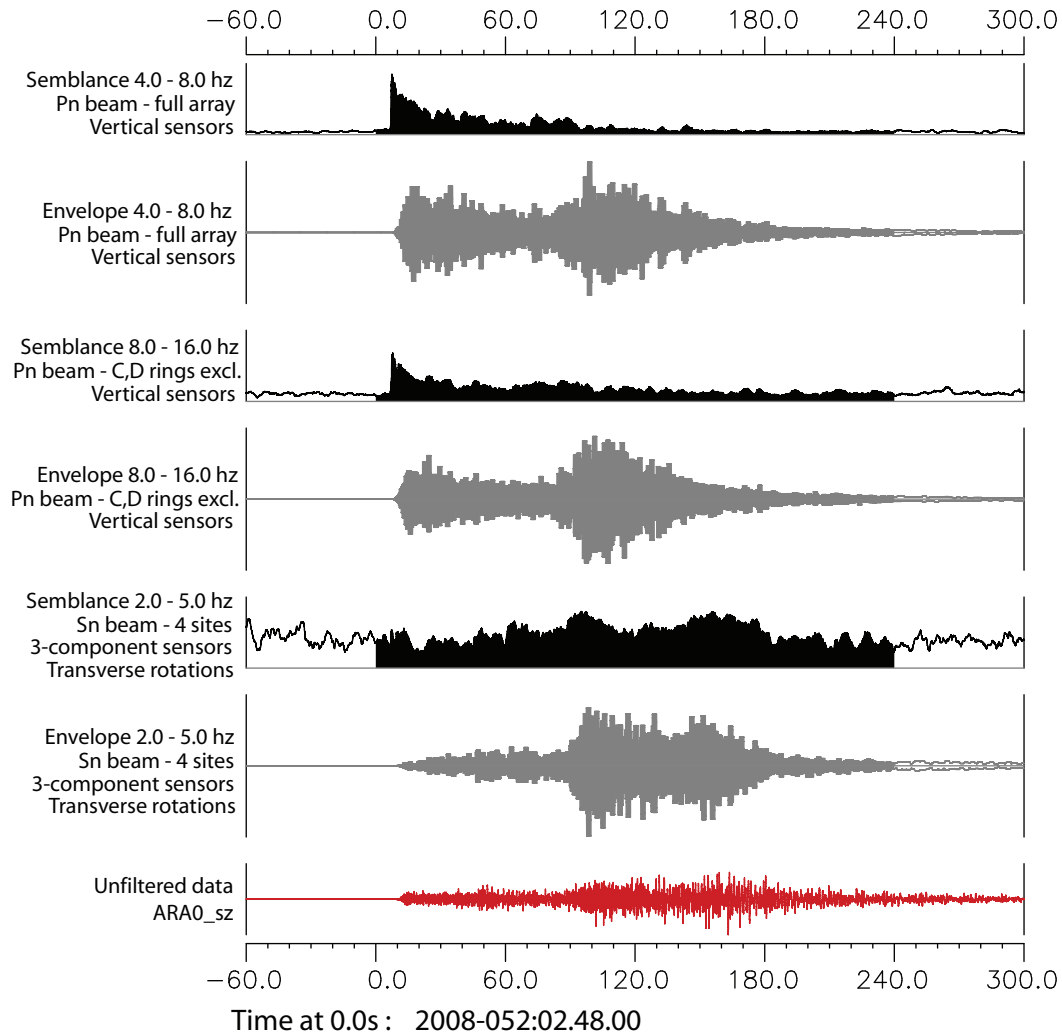 −60.0 0.0 60.0 120.0 180.0 240.0 300.0
Semblance 4.0 - 8.0 hz
Pn beam - full array
Vertical sensors
Envelope 4.0 - 8.0 hz
Pn beam - full array
Vertical sensors
Semblance 8.0 - 16.0 hz
Pn beam - C,D rings excl.
Vertical sensors
Envelope 8.0 - 16.0 hz
Pn beam - C,D rings excl.
Vertical sensors
Semblance 2.0 - 5.0 hz
Sn beam - 4 sites
3-component sensors
Transverse rotations
Envelope 2.0 - 5.0 hz
Sn beam - 4 sites
3-component sensors
Transverse rotations
Unfiltered data
ARA0_sz
−60.0 0.0 60.0 120.0 180.0 240.0 300.0
Time at 0.0s : 2008-052:02.48.00